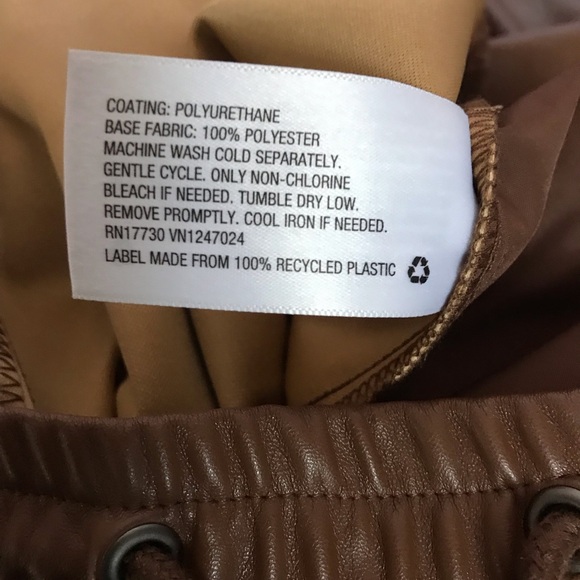 COATING: POLYURETHANE
BASE FABRIC: 100% POLYESTER
MACHINE WASH COLD SEPARATELY.
GENTLE CYCLE. ONLY NON-CHLORINE
BLEACH IF NEEDED. TUMBLE DRY LOW.
REMOVE PROMPTLY. COOL IRON IF NEEDED.
RN17730 VN1247024
LABEL MADE FROM 100% RECYCLED PLASTIC